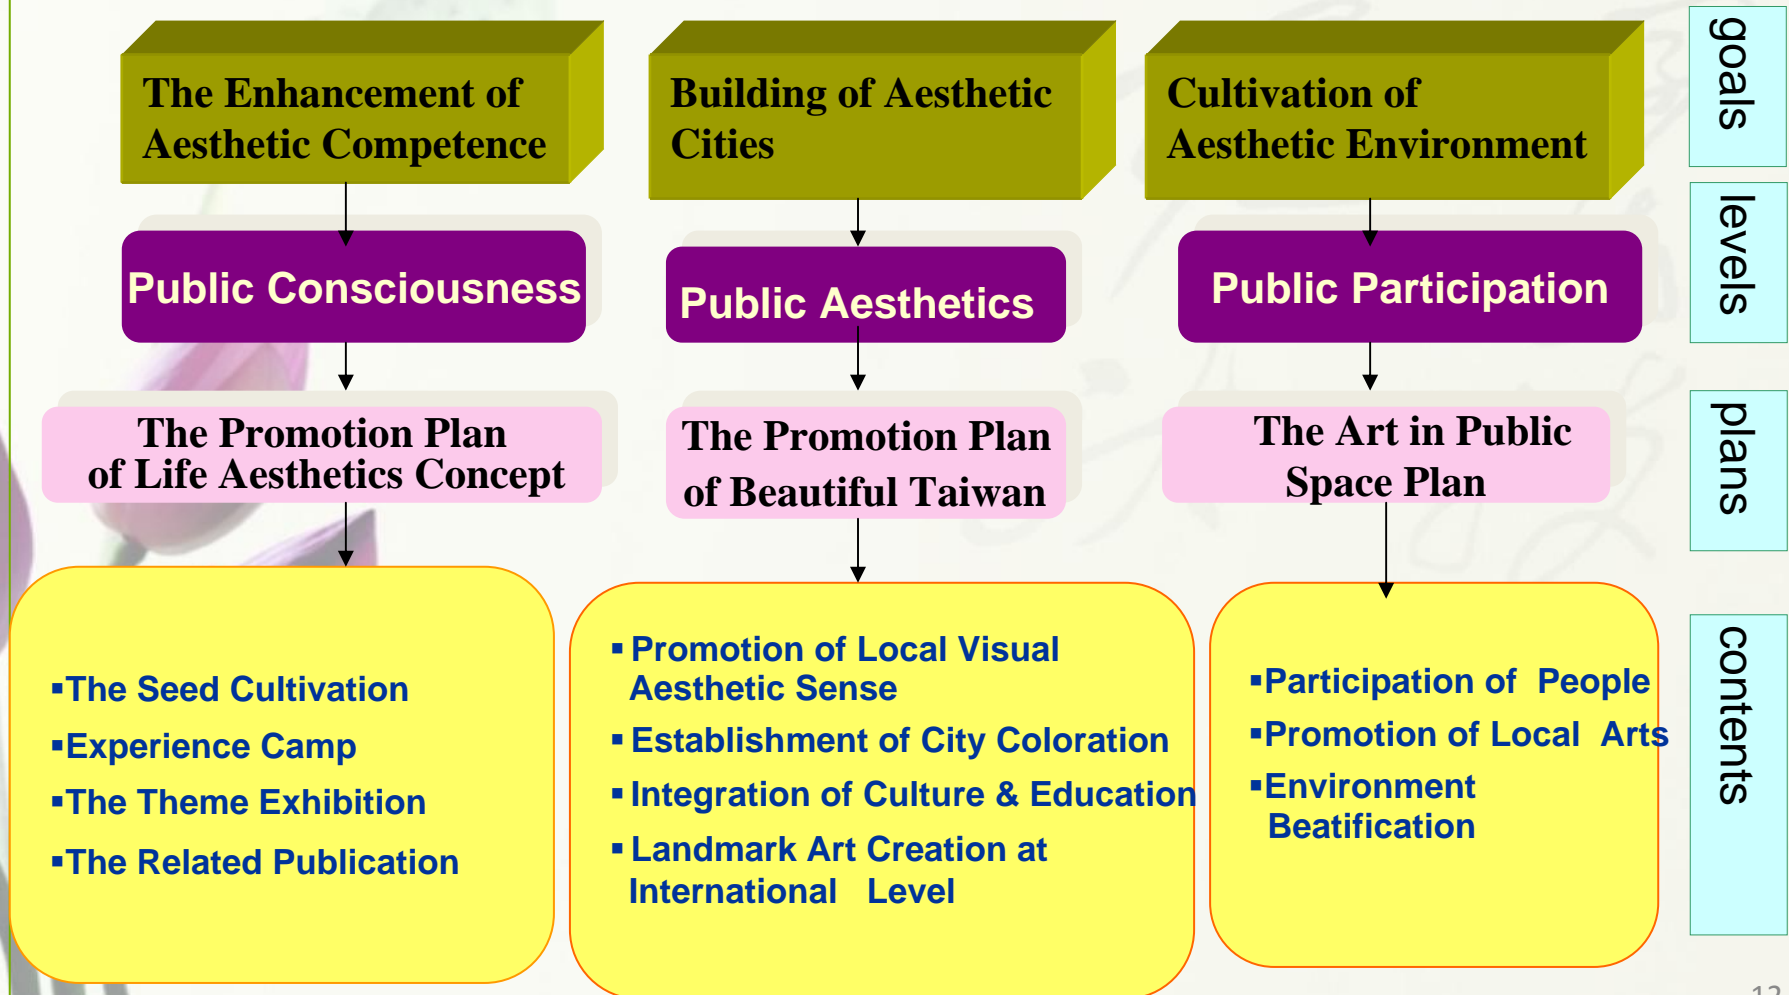 The Enhancement of
Aesthetic Competence
Public Consciousness
The Promotion Plan
of Life Aesthetics Concept
▪The Seed Cultivation
▪Experience Camp
▪The Theme Exhibition
▪The Related Publication
Building of Aesthetic
Cities
Public Aesthetics
The Promotion Plan
of Beautiful Taiwan
▪Promotion of Local Visual
Aesthetic Sense
▪Establishment of City Coloration
▪Integration of Culture & Education
▪Landmark Art Creation at
International Level
Cultivation of
Aesthetic Environment
Public Participation
The Art in Public
Space Plan
▪Participation of People
▪Promotion of Local Arts
▪Environment
Beatification
goals
levels
plans
contents
12